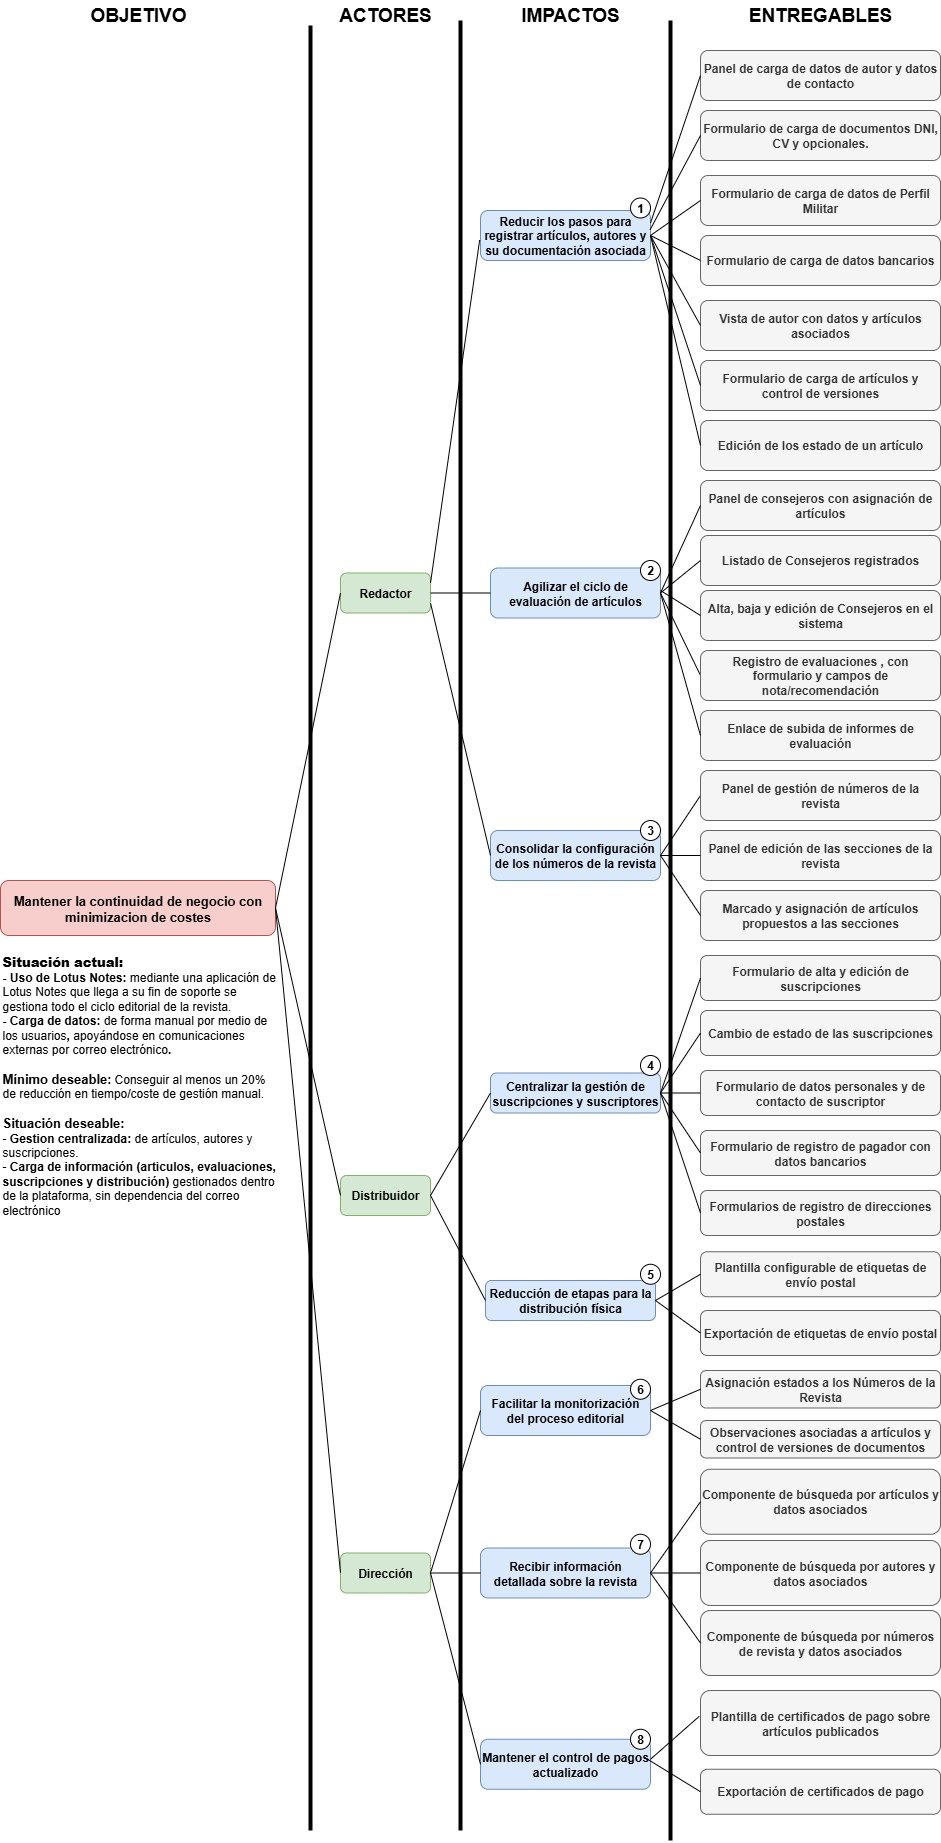 OBJETIVO
ACTORES
IMPACTOS
ENTREGABLES
Mantener la continuidad de negocio con
minimizacion de costes
Situación actual:
- Uso de Lotus Notes: mediante una aplicación de
Lotus Notes que llega a su fin de soporte se
gestiona todo el ciclo editorial de la revista.
- Carga de datos: de forma manual por medio de
los usuarios, apoyándose en comunicaciones
externas por correo electrónico.
Mínimo deseable: Conseguir al menos un 20%
de reducción en tiempo/coste de gestión manual.
Situación deseable:
- Gestion centralizada: de artículos, autores y
suscripciones.
- Carga de información (articulos, evaluaciones,
suscripciones y distribución) gestionados dentro
de la plataforma, sin dependencia del correo
electrónico
Redactor
1
Reducir los pasos para
registrar artículos, autores y
su documentación asociada
Panel de carga de datos de autor y datos
de contacto
Formulario de carga de documentos DNI,
CV y opcionales.
Formulario de carga de datos de Perfil
Militar
Formulario de carga de datos bancarios
Vista de autor con datos y artículos
asociados
Formulario de carga de artículos y
control de versiones
Edición de los estado de un artículo
2
Agilizar el ciclo de
evaluación de artículos
Panel de consejeros con asignación de
artículos
Listado de Consejeros registrados
Alta, baja y edición de Consejeros en el
sistema
Registro de evaluaciones , con
formulario y campos de
nota/recomendación
Enlace de subida de informes de
evaluación
3
Consolidar la configuración
de los números de la revista
Panel de gestión de números de la
revista
Panel de edición de las secciones de la
revista
Marcado y asignación de artículos
propuestos a las secciones
Distribuidor
4
Centralizar la gestión de
suscripciones y suscriptores
Formulario de alta y edición de
suscripciones
Cambio de estado de las suscripciones
Formulario de datos personales y de
contacto de suscriptor
Formulario de registro de pagador con
datos bancarios
Formularios de registro de direcciones
postales
5
Reducción de etapas para la
distribución física
Plantilla configurable de etiquetas de
envío postal
Exportación de etiquetas de envío postal
Dirección
6
Facilitar la monitorización
del proceso editorial
Asignación estados a los Números de la
Revista
Observaciones asociadas a artículos y
control de versiones de documentos
7
Recibir información
detallada sobre la revista
Componente de búsqueda por artículos y
datos asociados
Componente de búsqueda por autores y
datos asociados
Componente de búsqueda por números
de revista y datos asociados
8
Mantener el control de pagos
actualizado
Plantilla de certificados de pago sobre
artículos publicados
Exportación de certificados de pago